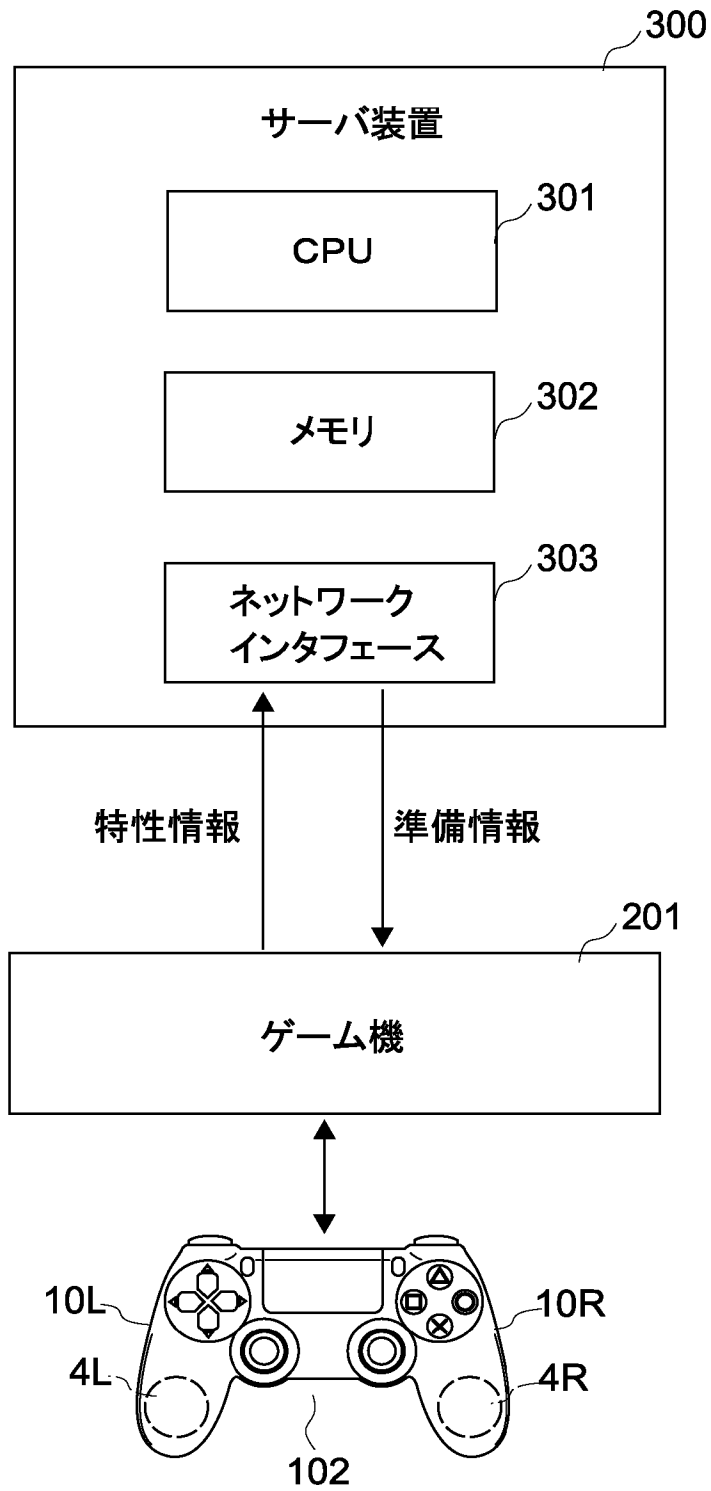 300
サーバ装置
301
CPU
302
メモリ
303
ネットワーク
インタフェース
特性情報
準備情報
201
ゲーム機
10L
10R
4L
4R
102